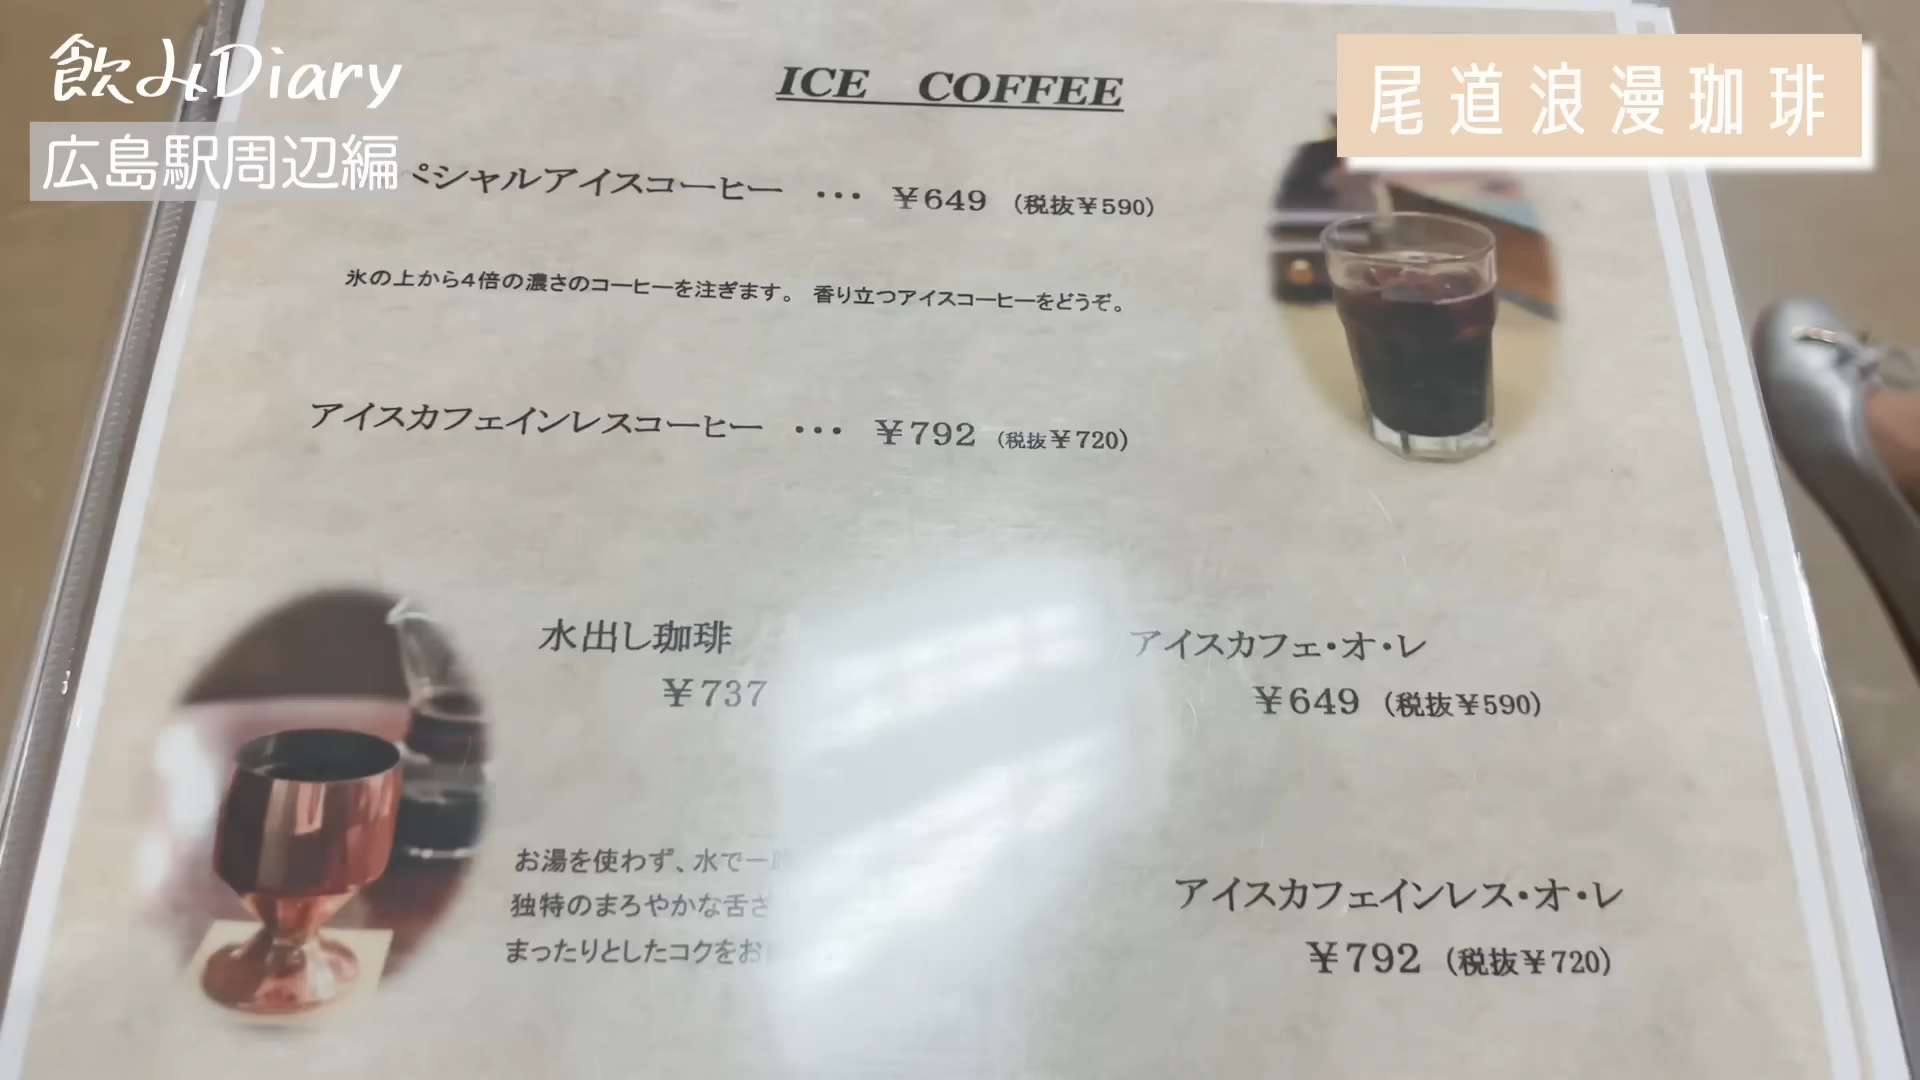 飲みDiary
広島駅周辺編
尾道浪漫珈琲
ICE COFFEE
ペシャルアイスコーヒー ・・・ ¥649 (税抜¥590)
氷の上から4倍の濃さのコーヒーを注ぎます。 香り立つアイスコーヒーをどうぞ。
アイスカフェインレスコーヒー ・・・ ¥792 (税抜¥720)
水出し珈琲
¥737
アイスカフェ・オ・レ
¥649 (税抜¥590)
お湯を使わず、水で一
独特のまろやかな舌ざ
まったりとしたコクをお
アイスカフェインレス・オ・レ
¥792 (税抜¥720)